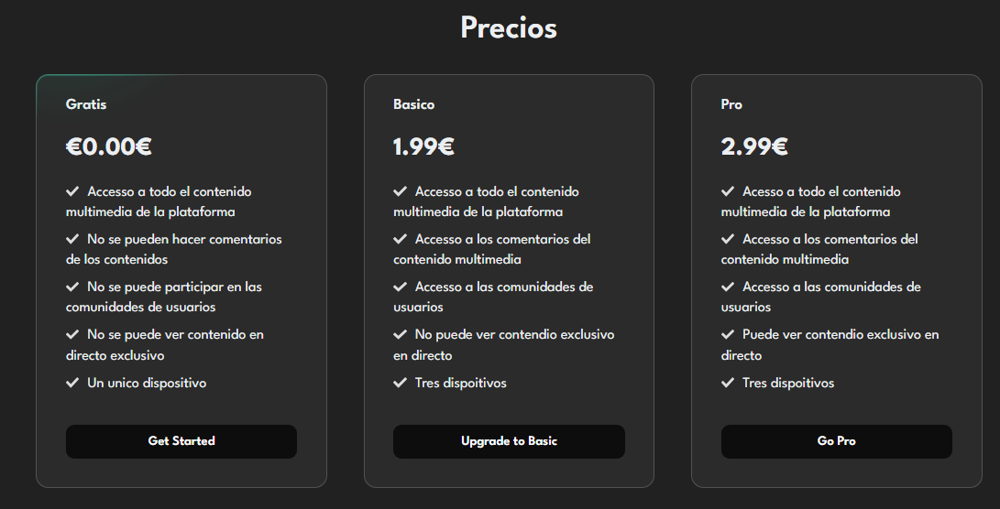 Precios
Gratis
€0.00€
Accesso a todo el contenido
multimedia de la plataforma
No se pueden hacer comentarios
de los contenidos
No se puede participar en las
comunidades de usuarios
No se puede ver contenido en
directo exclusivo
Un unico dispositivo
Get Started
Basico
1.99€
Accesso a todo el contenido
multimedia de la plataforma
Accesso a los comentarios del
contenido multimedia
Accesso a las comunidades de
usuarios
No puede ver contendio exclusivo
en directo
Tres dispoitivos
Upgrade to Basic
Pro
2.99€
Acesso a todo el contenido
multimedia de la plataforma
Accesso a los comentarios del
contenido multimedia
Accesso a las comunidades de
usuarios
Puede ver contendio exclusivo en
directo
Tres dispoitivos
Go Pro